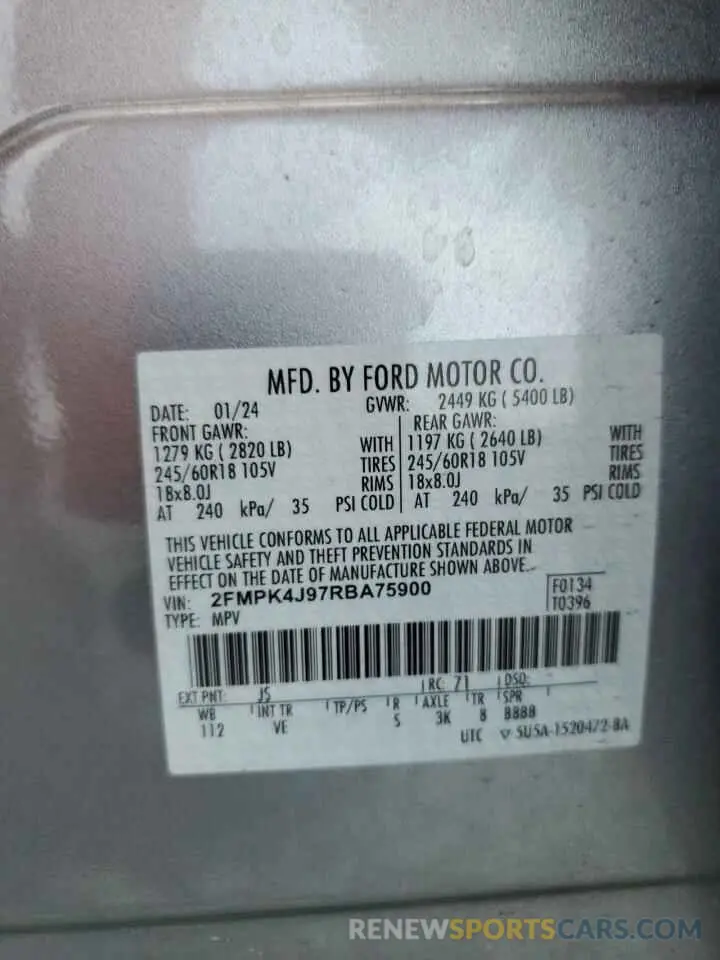 MFD. BY FORD MOTOR CO.
DATE: 01/24 GVWR: 2449 KG ( 5400 LB)
FRONT GAWR: REAR GAWR:
1279 KG ( 2820 LB) WITH 1197 KG ( 2640 LB) WITH
245/60R18 105V TIRES 245/60R18 105V TIRES
18x8.0J RIMS 18x8.0J RIMS
AT 240 kPa/ 35 PSI COLD AT 240 kPa/ 35 PSI COLD
THIS VEHICLE CONFORMS TO ALL APPLICABLE FEDERAL MOTOR
VEHICLE SAFETY AND THEFT PREVENTION STANDARDS IN
EFFECT ON THE DATE OF MANUFACTURE SHOWN ABOVE.
VIN: 2FMPK4J97RBA75900 F0134
TYPE: MPV T0396
EXT PNT: JS RC: 71 DSO:
WB INT TR TP/PS R AXLE TR SPR
112 VE S 3K 8 BBBB
UTC 5U5A-1520472-BA
RENEWSPORTSCARS.COM